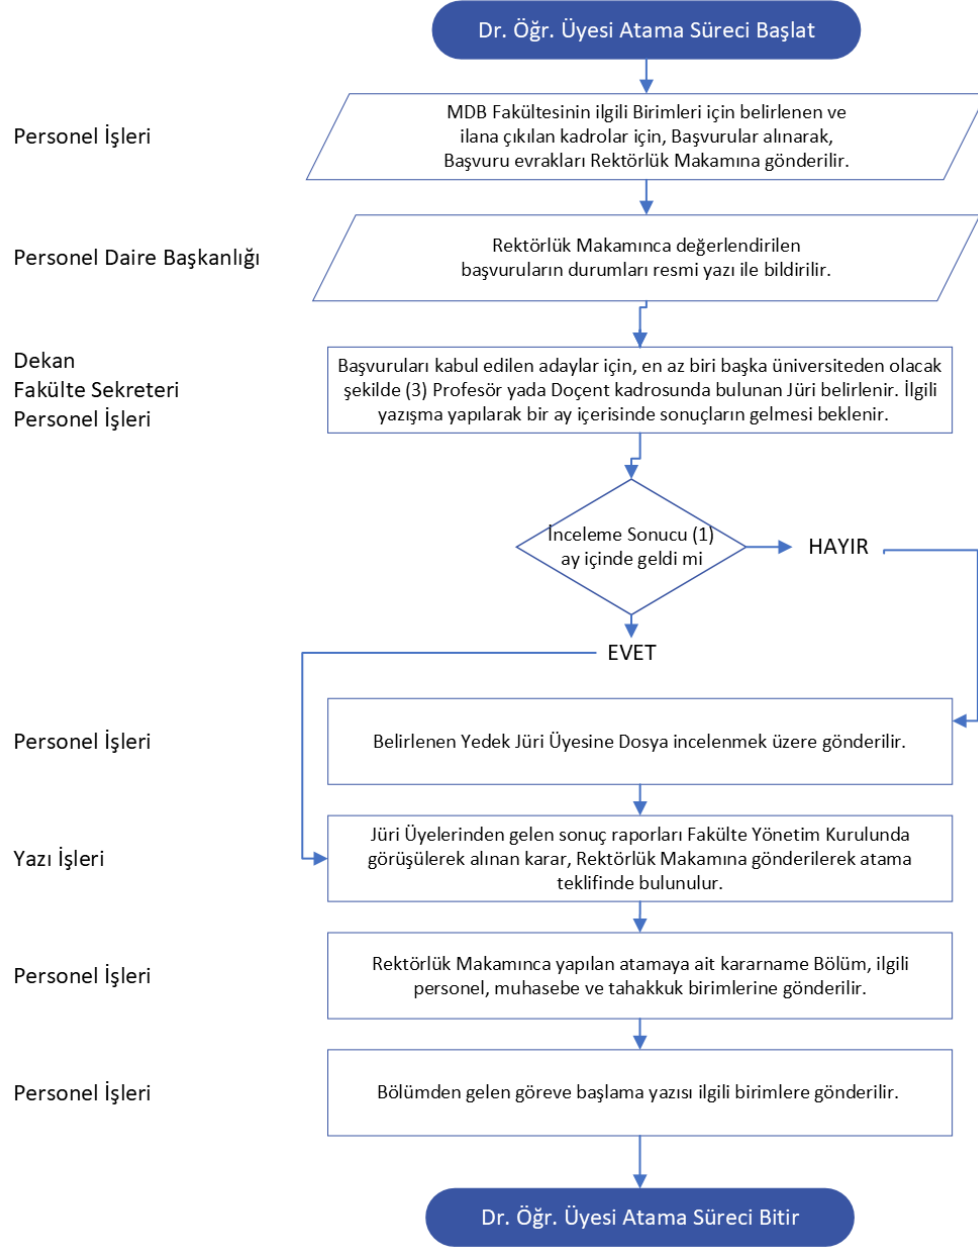 Dr. Öğr. Üyesi Atama Süreci Başlat
Personel İşleri
MDB Fakültesinin ilgili Birimleri için belirlenen ve
ilana çıkılan kadrolar için, Başvurular alınarak,
Başvuru evrakları Rektörlük Makamına gönderilir.
Personel Daire Başkanlığı
Rektörlük Makamınca değerlendirilen
başvuruların durumları resmi yazı ile bildirilir.
Dekan
Fakülte Sekreteri
Personel İşleri
Başvuruları kabul edilen adaylar için, en az biri başka üniversiteden olacak
şekilde (3) Profesör yada Doçent kadrosunda bulunan Jüri belirlenir. İlgili
yazışma yapılarak bir ay içerisinde sonuçların gelmesi beklenir.
İnceleme Sonucu (1)
ay içinde geldi mi
HAYIR
EVET
Personel İşleri
Belirlenen Yedek Jüri Üyesine Dosya incelenmek üzere gönderilir.
Yazı İşleri
Jüri Üyelerinden gelen sonuç raporları Fakülte Yönetim Kurulunda
görüşülerek alınan karar, Rektörlük Makamına gönderilerek atama
teklifinde bulunulur.
Personel İşleri
Rektörlük Makamınca yapılan atamaya ait kararname Bölüm, ilgili
personel, muhasebe ve tahakkuk birimlerine gönderilir.
Personel İşleri
Bölümden gelen göreve başlama yazısı ilgili birimlere gönderilir.
Dr. Öğr. Üyesi Atama Süreci Bitir